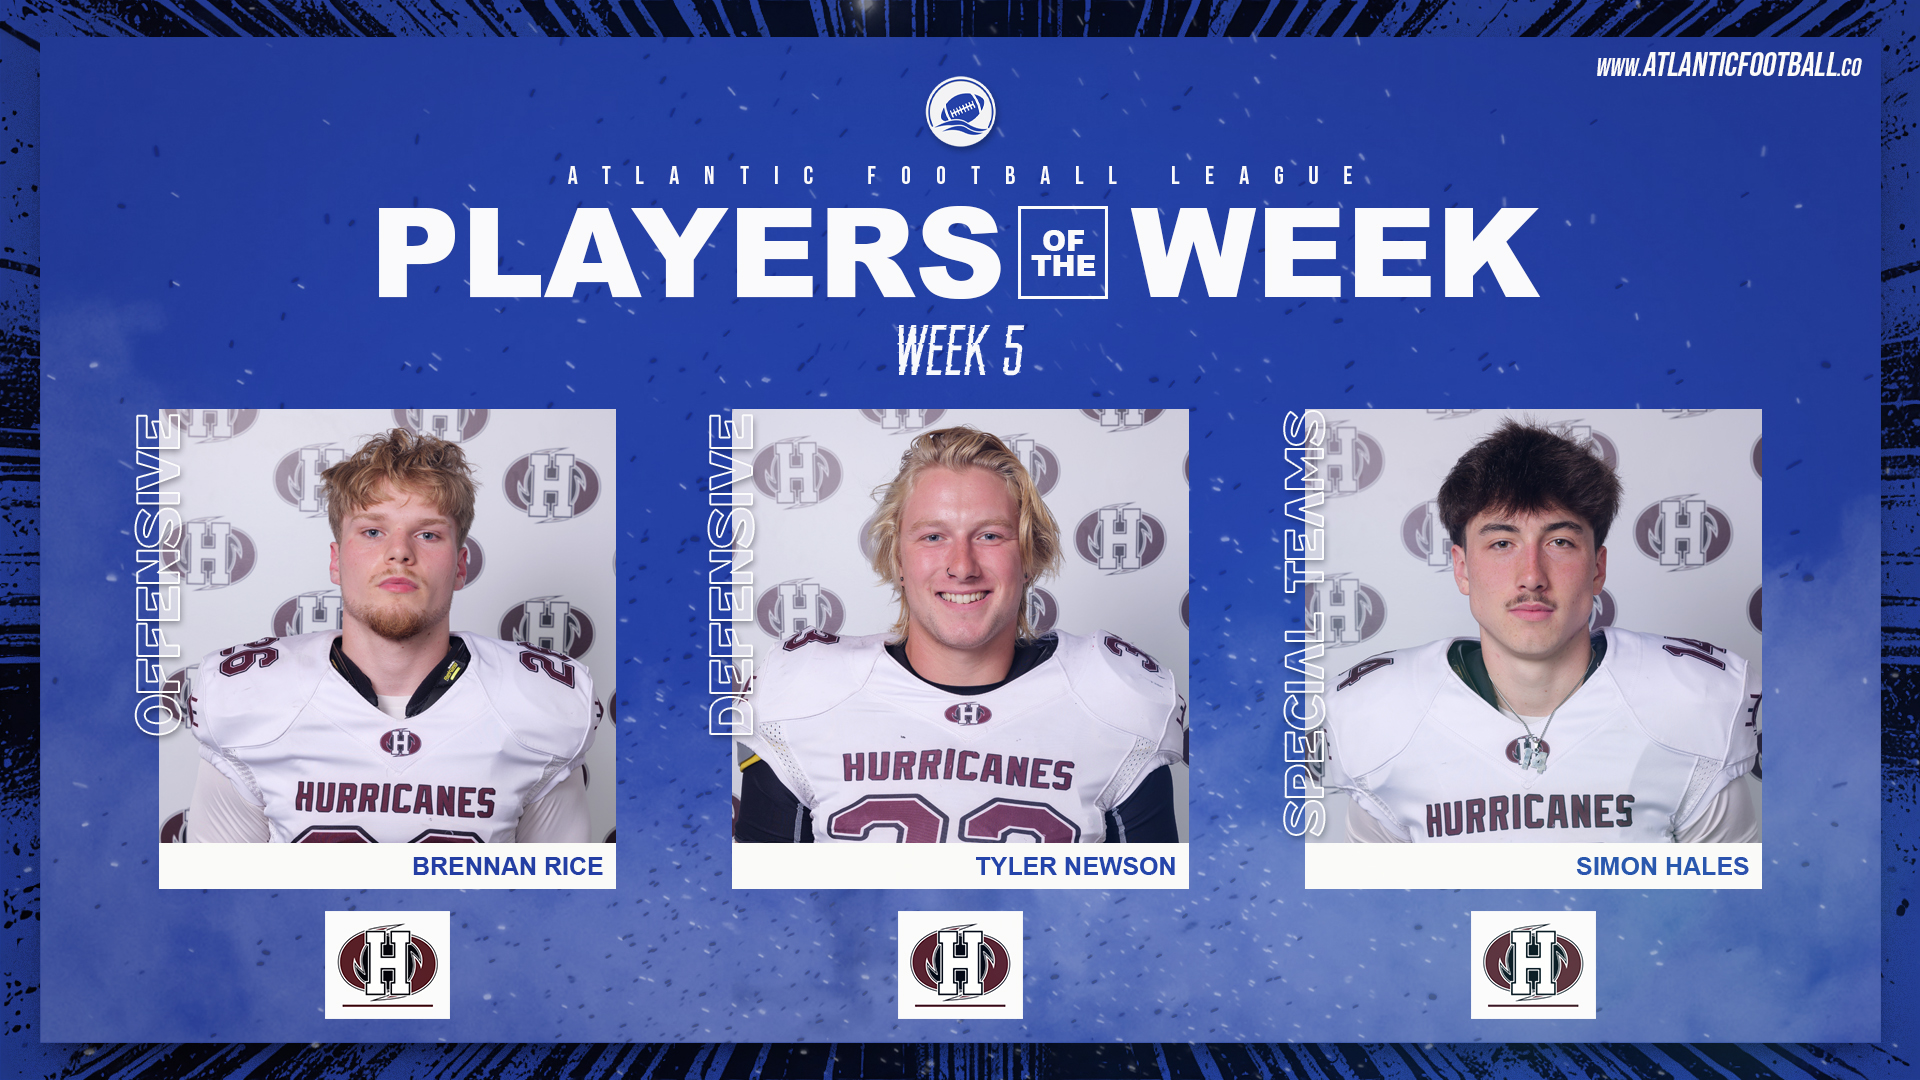 www.ATLANTICFOOTBALL.co
ATLANTIC FOOTBALL LEAGUE
PLAYERS OF THE WEEK
WEEK 5
OFFENSIVE
HURRICANES
BRENNAN RICE
H
DEFENSIVE
HURRICANES
TYLER NEWSON
H
SPECIAL TEAMS
14
HURRICANES
SIMON HALES
H